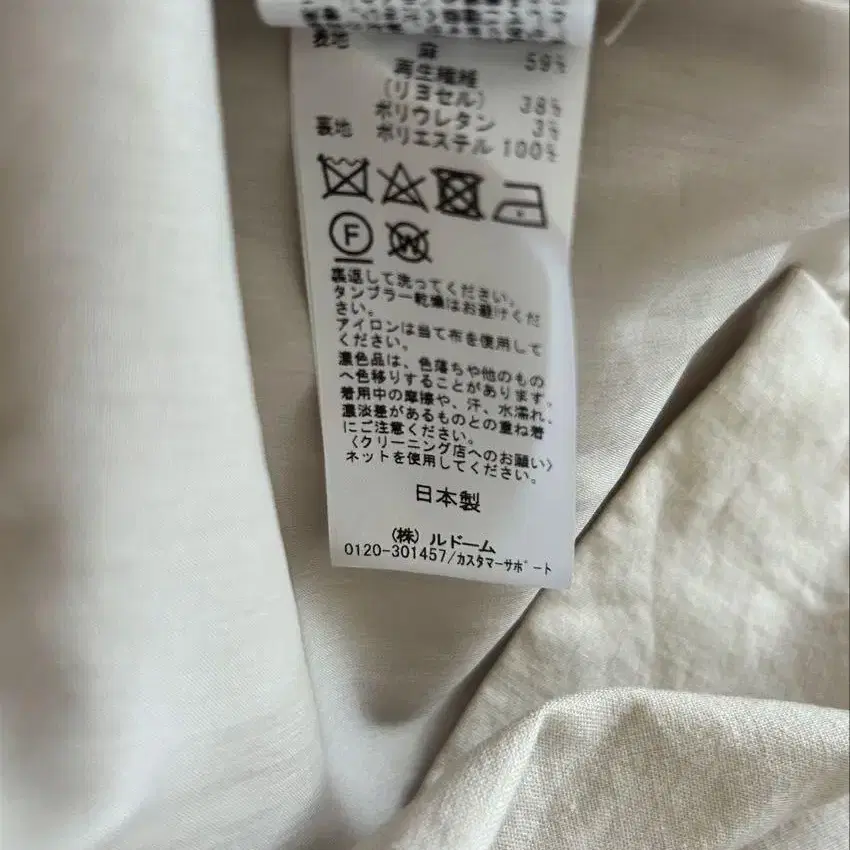 表地 麻 59%
再生繊維
(リヨセル) 38%
ポリウレタン 3%
裏地 ポリエステル 100%
F W
裏返して洗ってください。
タンブラー乾燥はお避けくだ
さい。
アイロンは当て布を使用して
ください。
濃色品は、色落ちや他のもの
へ色移りすることがあります。
着用中の摩擦や、汗、水濡れ、
濃淡差があるものとの重ね着
にご注意ください。
〈クリーニング店へのお願い〉
ネットを使用してください。
日本製
(株) ルドーム
0120-301457/カスタマーサポート